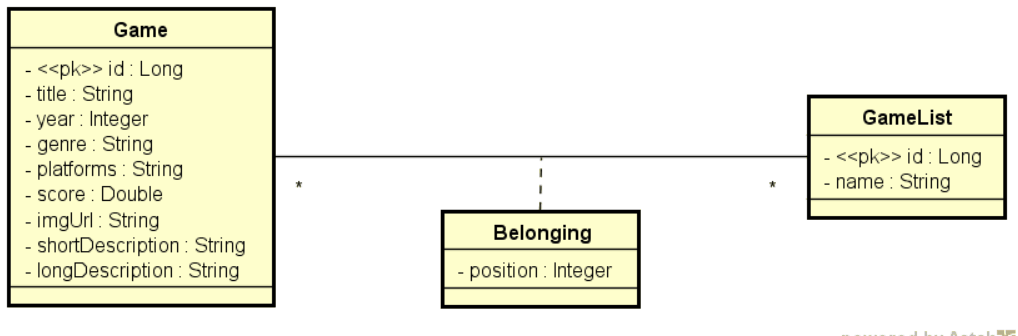 Game
- <<pk>> id : Long
- title : String
- year : Integer
- genre : String
- platforms : String
- score : Double
- imgUrl : String
- shortDescription : String
- longDescription : String
*
*
GameList
- <<pk>> id : Long
- name : String
Belonging
- position : Integer
powered by Astah